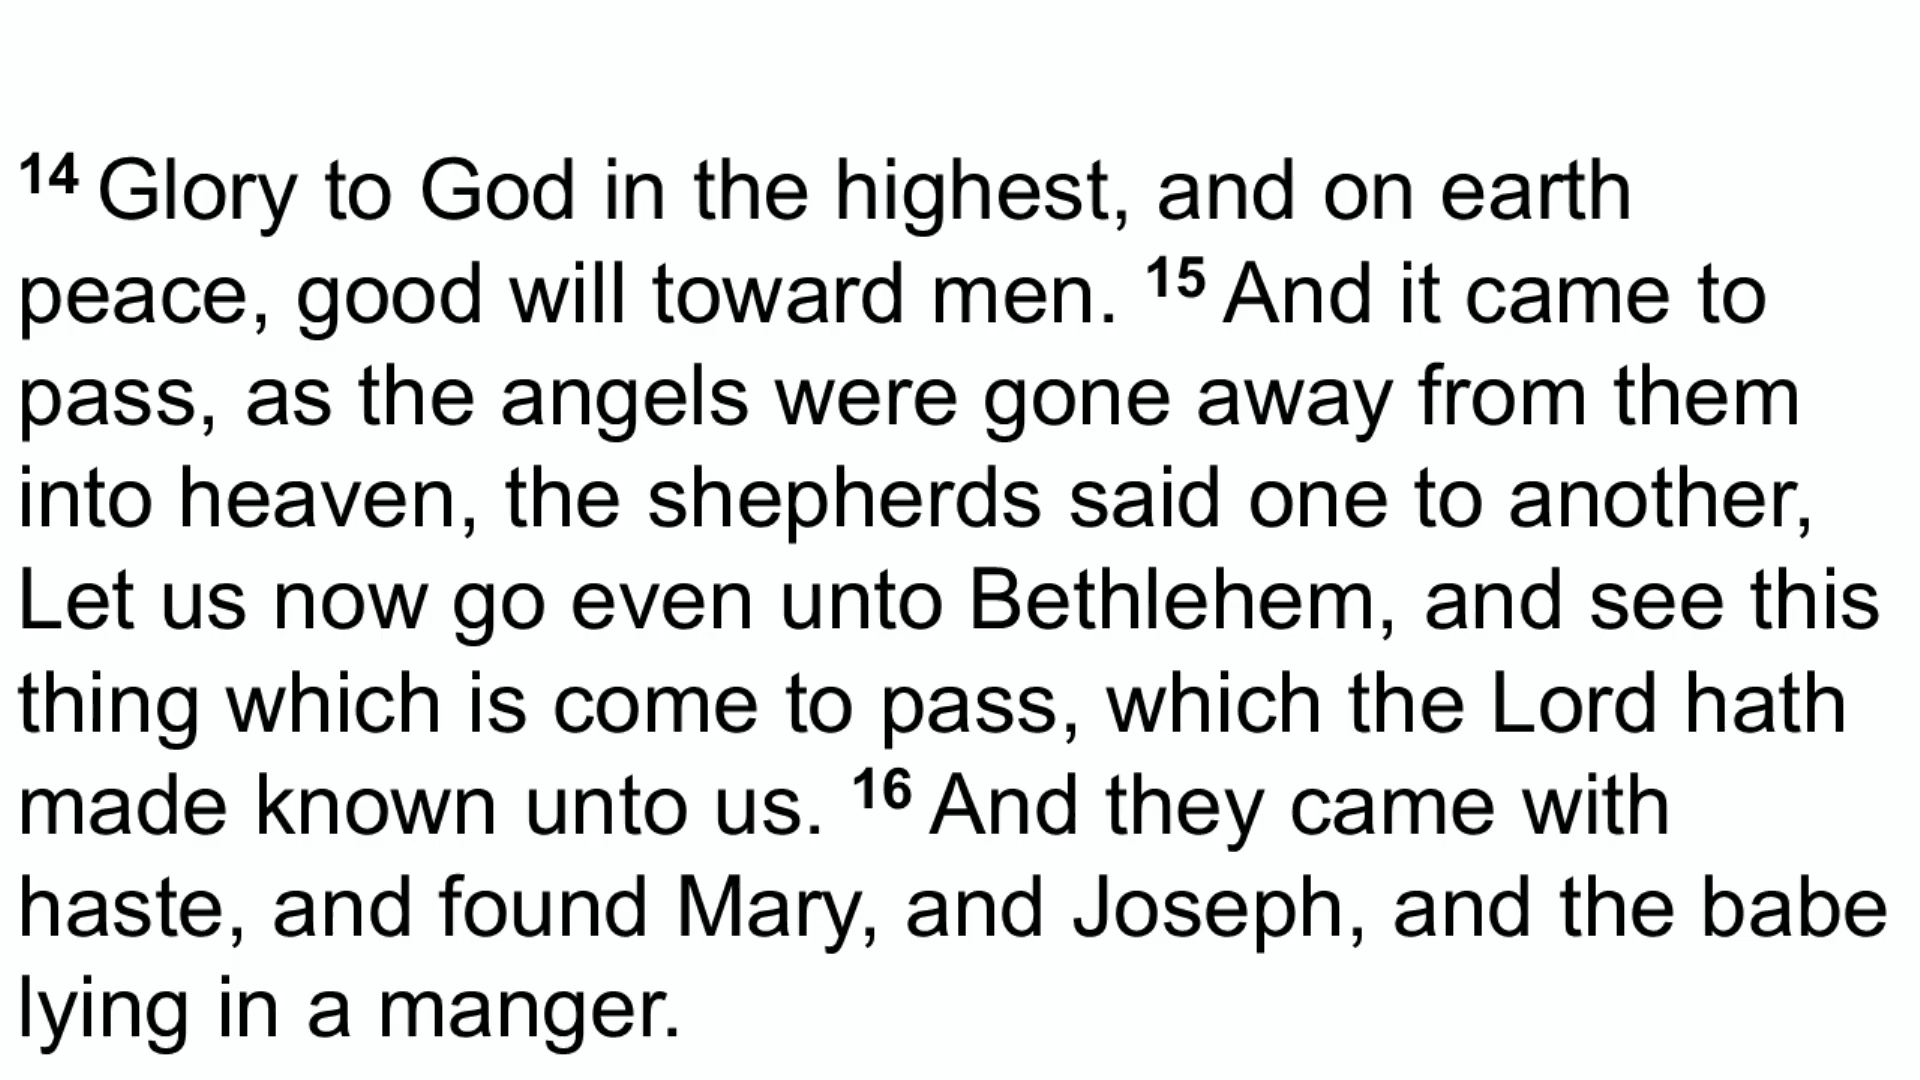 14 Glory to God in the highest, and on earth
peace, good will toward men. 15 And it came to
pass, as the angels were gone away from them
into heaven, the shepherds said one to another,
Let us now go even unto Bethlehem, and see this
thing which is come to pass, which the Lord hath
made known unto us. 16 And they came with
haste, and found Mary, and Joseph, and the babe
lying in a manger.